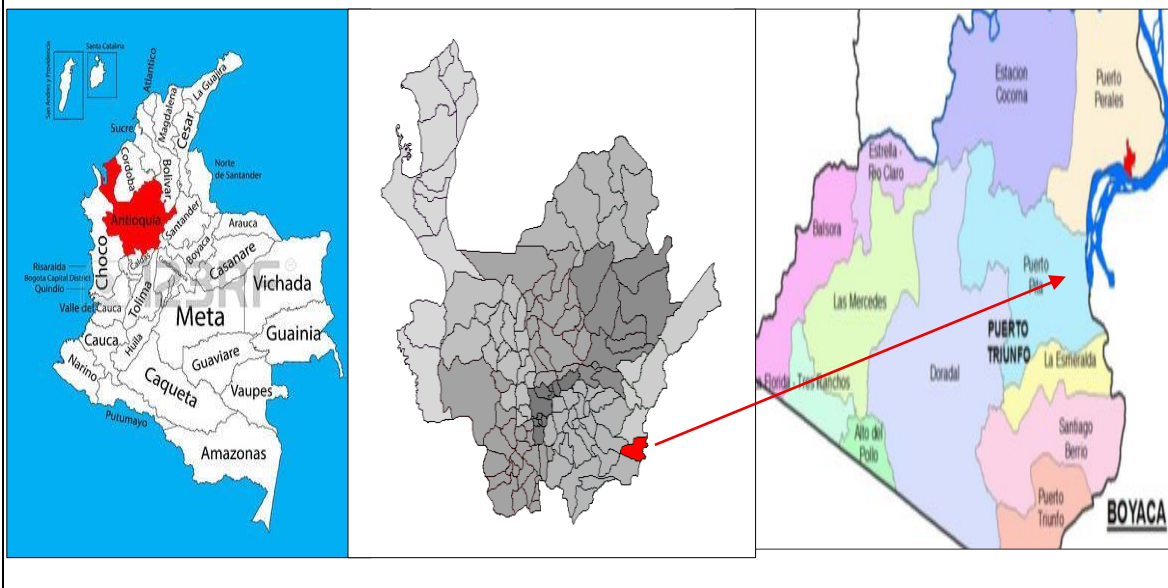 San Andres y Providencia
Santa Catalina
Atlantico
La Guajira
Magdalena
Cesar
Sucre
Cordoba
Bolivar
Norte
de Santander
Antioquia
Santander
Arauca
Choco
Boyaca
Casanare
Caldas
Risaralda
Bogota Capital District
Quindio
Vichada
Tolima
Valle del Cauca
Meta
Cauca
Huila
Guainia
Guaviare
Narino
Caqueta
Vaupes
Putumayo
Amazonas
123RF
Estacion
Cocorna
Puerto
Perales
Estrella -
Rio Claro
Balsora
Las Mercedes
Puerto
Pita
PUERTO
TRIUNFO
La Esmeralda
Doradal
Florida - Tres Ranchos
Alto del
Pollo
Santiago
Berrio
Puerto
Triunfo
BOYACA